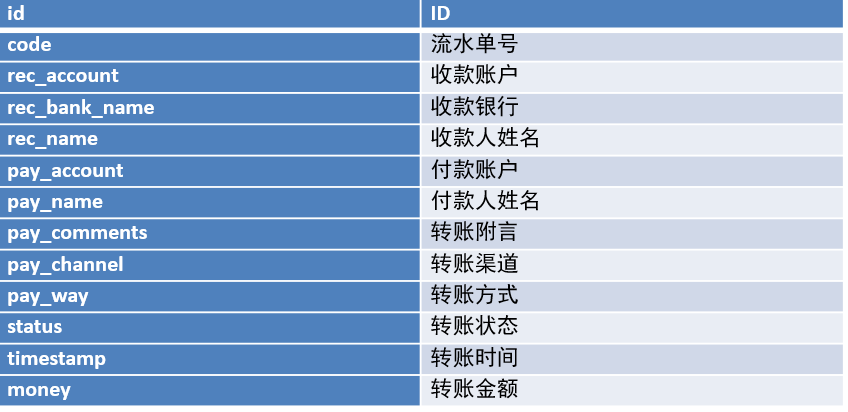 id ID
code 流水单号
rec_account 收款账户
rec_bank_name 收款银行
rec_name 收款人姓名
pay_account 付款账户
pay_name 付款人姓名
pay_comments 转账附言
pay_channel 转账渠道
pay_way 转账方式
status 转账状态
timestamp 转账时间
money 转账金额